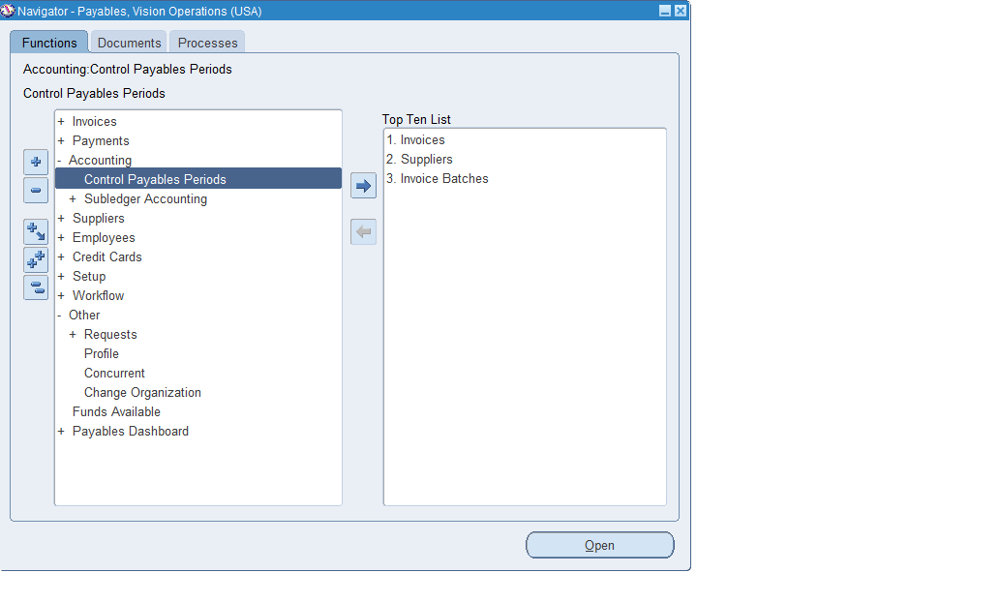 Navigator - Payables, Vision Operations (USA)
Functions
Documents
Processes
Accounting:Control Payables Periods
Control Payables Periods
+ Invoices
+ Payments
- Accounting
Control Payables Periods
+ Subledger Accounting
+ Suppliers
+ Employees
+ Credit Cards
+ Setup
+ Workflow
- Other
+ Requests
Profile
Concurrent
Change Organization
Funds Available
+ Payables Dashboard
Top Ten List
1. Invoices
2. Suppliers
3. Invoice Batches
Open